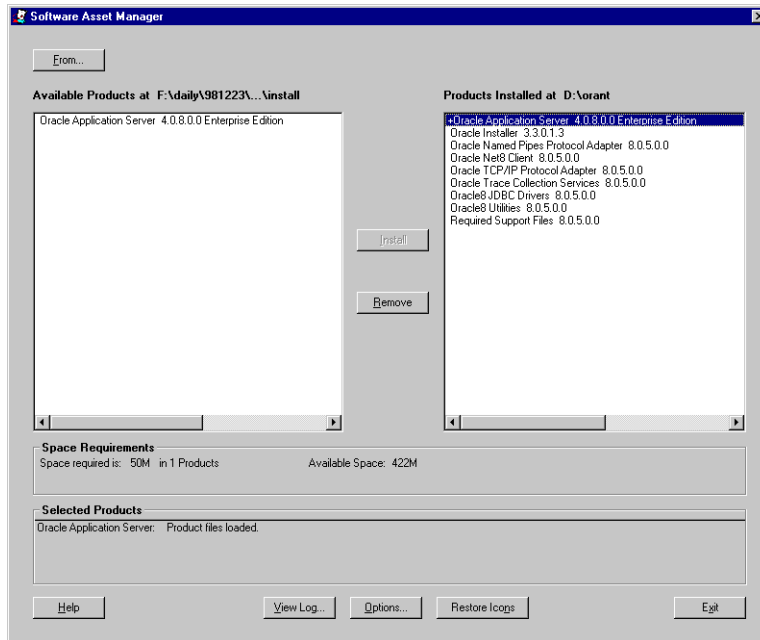 Software Asset Manager
From...
Available Products at F:\daily\981223\...\install
Products Installed at D:\orant
Oracle Application Server 4.0.8.0.0 Enterprise Edition
+Oracle Application Server 4.0.8.0.0 Enterprise Edition
Oracle Installer 3.3.0.1.3
Oracle Named Pipes Protocol Adapter 8.0.5.0.0
Oracle Net8 Client 8.0.5.0.0
Oracle TCP/IP Protocol Adapter 8.0.5.0.0
Oracle Trace Collection Services 8.0.5.0.0
Oracle8 JDBC Drivers 8.0.5.0.0
Oracle8 Utilities 8.0.5.0.0
Required Support Files 8.0.5.0.0
Install
Remove
Space Requirements
Space required is: 50M in 1 Products Available Space: 422M
Selected Products
Oracle Application Server: Product files loaded.
Help View Log... Options... Restore Icons Exit